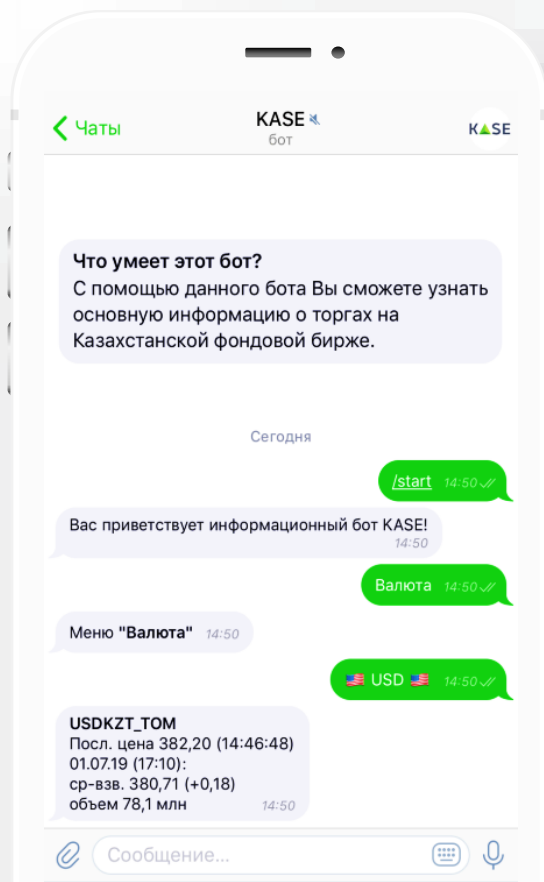 Чаты
KASE
бот
KASE
Что умеет этот бот?
С помощью данного бота Вы сможете узнать
основную информацию о торгах на
Казахстанской фондовой бирже.
Сегодня
/start 14:50
Вас приветствует информационный бот KASE!
14:50
Валюта 14:50
Меню "Валюта" 14:50
USD 14:50
USDKZT_TOM
Посл. цена 382,20 (14:46:48)
01.07.19 (17:10):
ср-взв. 380,71 (+0,18)
объем 78,1 млн 14:50
Сообщение...